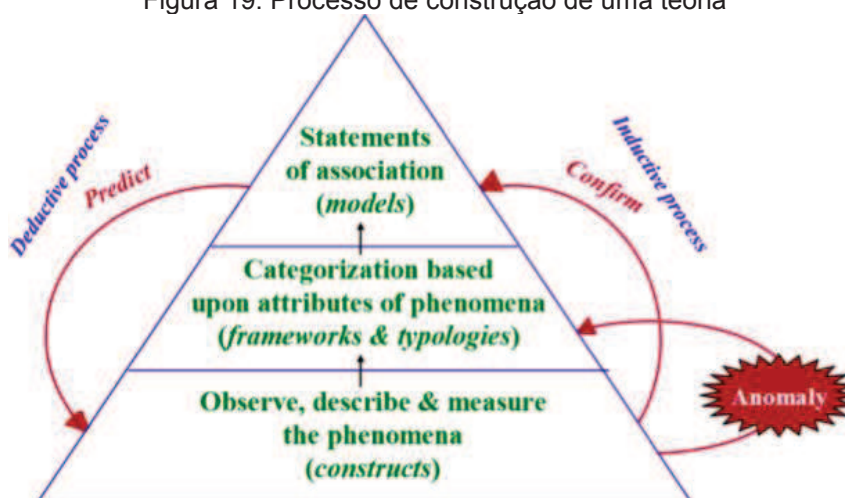 Figura 19: Processo de construção de uma teoria
Statements
of association
(models)
Deductive process
Predict
Confirm
Inductive process
Categorization based
upon attributes of phenomena
(frameworks & typologies)
Observe, describe & measure
the phenomena
(constructs)
Anomaly